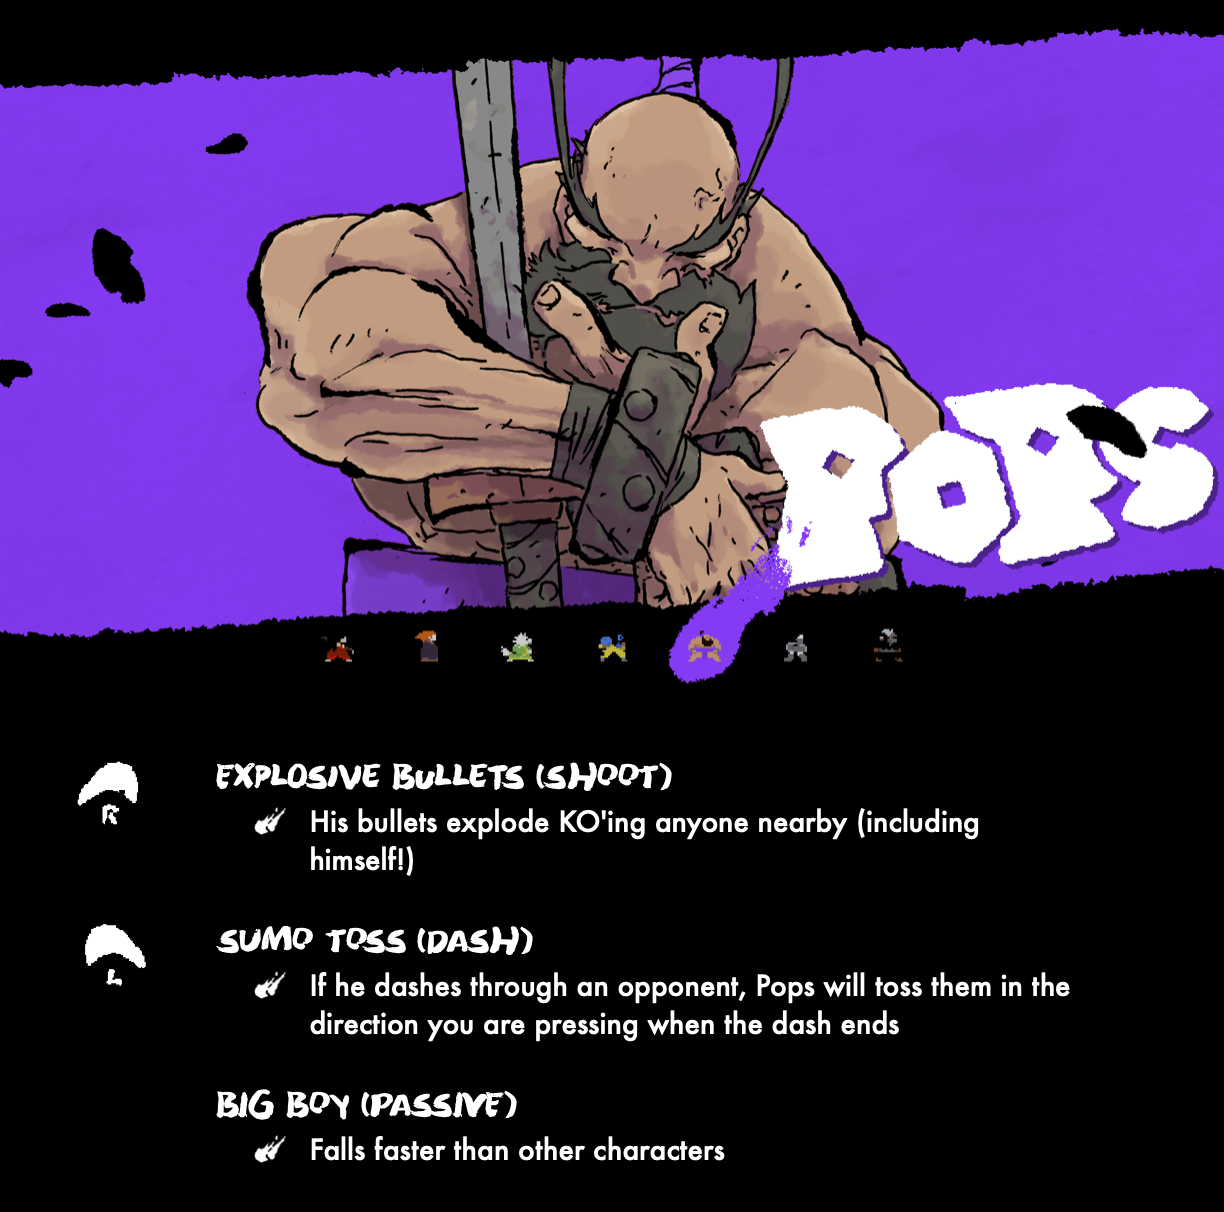 POPS
R
EXPLOSIVE BULLETS (SHOOT)
His bullets explode KO'ing anyone nearby (including
himself!)
L
SUMO TOSS (DASH)
If he dashes through an opponent, Pops will toss them in the
direction you are pressing when the dash ends
BIG BOY (PASSIVE)
Falls faster than other characters